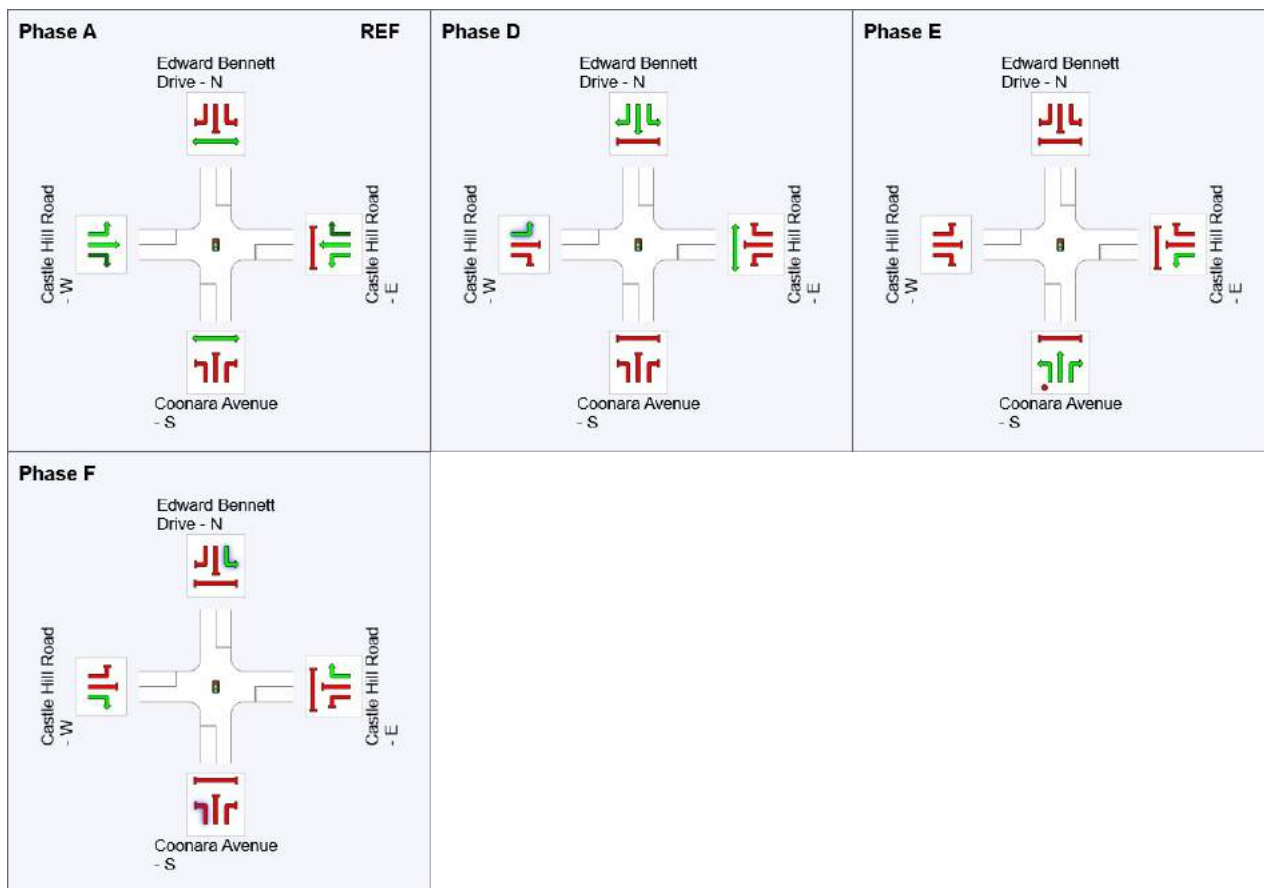 Phase A
REF
Edward Bennett
Drive - N
Castle Hill Road
- W
Castle Hill Road
- E
Coonara Avenue
- S
Phase D
Edward Bennett
Drive - N
Castle Hill Road
- W
Castle Hill Road
- E
Coonara Avenue
- S
Phase E
Edward Bennett
Drive - N
Castle Hill Road
- W
Castle Hill Road
- E
Coonara Avenue
- S
Phase F
Edward Bennett
Drive - N
Castle Hill Road
- W
Castle Hill Road
- E
Coonara Avenue
- S